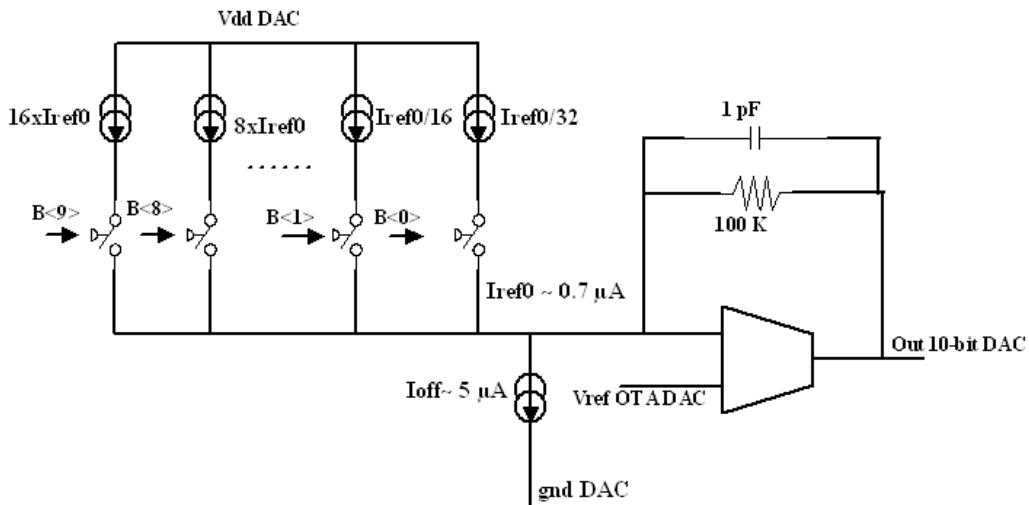 Vdd DAC
16xIref0
8xIref0
Iref0/16
Iref0/32
1 pF
100 K
B<9>
B<8>
B<1>
B<0>
Iref0 ~ 0.7 µA
Out 10-bit DAC
Ioff~ 5 µA
Vref OTA DAC
gnd DAC